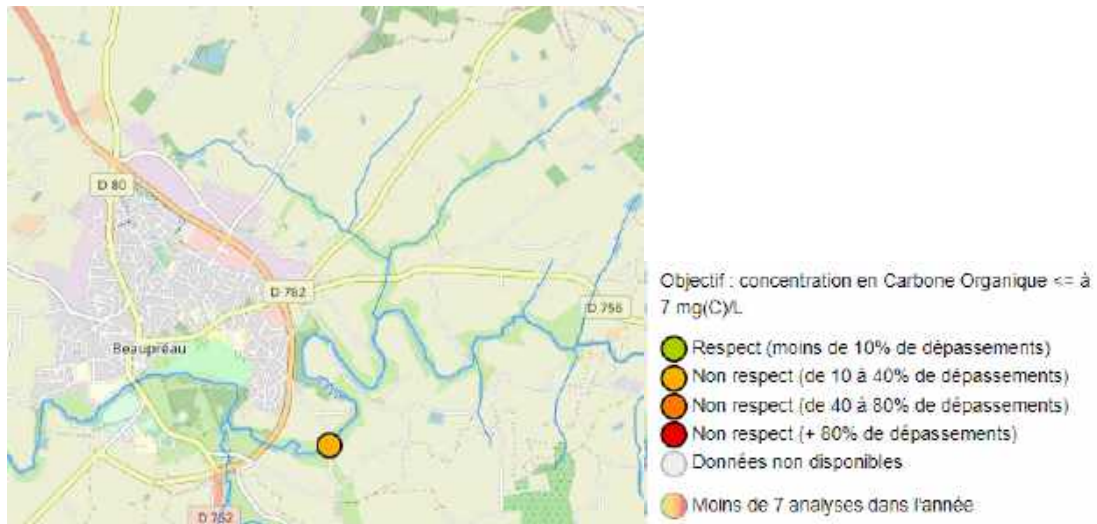 D 80
D 762
D 756
Beaupréau
D 762
Objectif : concentration en Carbone Organique <= à
7 mg(C)/L
Respect (moins de 10% de dépassements)
Non respect (de 10 à 40% de dépassements)
Non respect (de 40 à 80% de dépassements)
Non respect (+ 80% de dépassements)
Données non disponibles
Moins de 7 analyses dans l'année